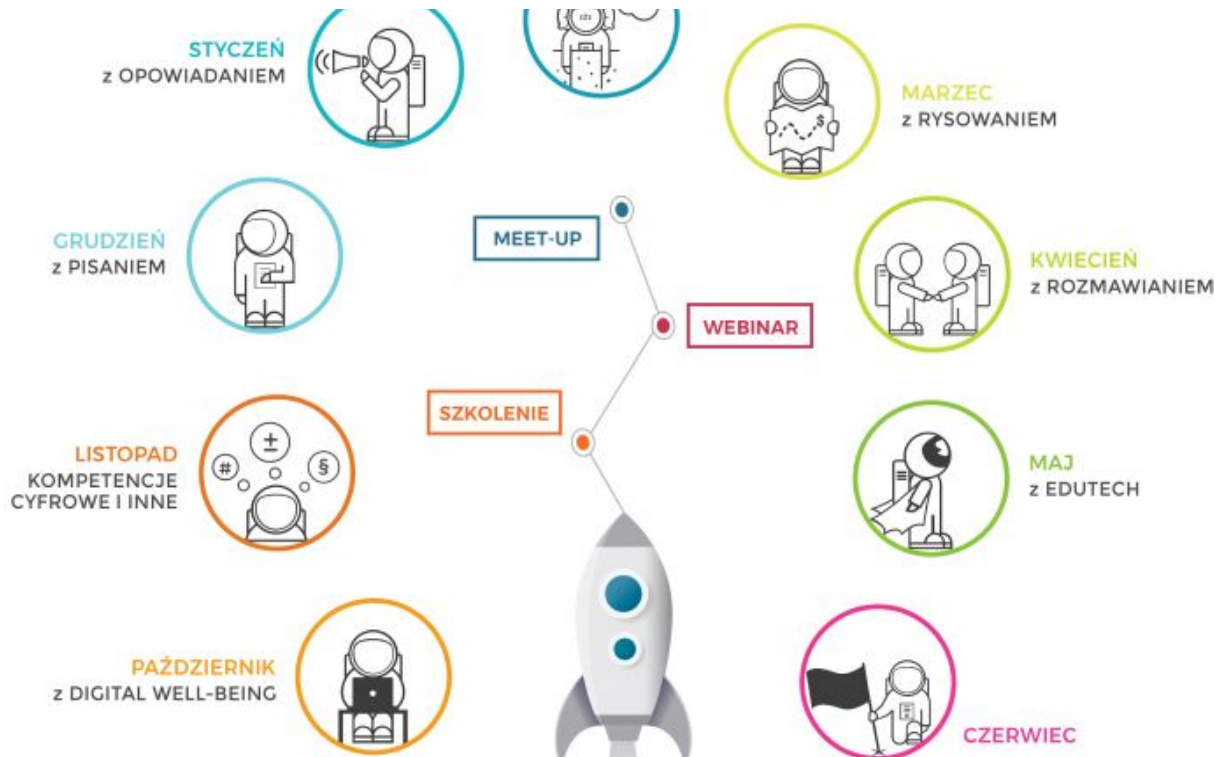 STYCZEŃ
z OPOWIADANIEM
MARZEC
z RYSOWANIEM
$
GRUDZIEŃ
z PISANIEM
MEET-UP
KWIECIEŃ
z ROZMAWIANIEM
WEBINAR
SZKOLENIE
LISTOPAD
KOMPETENCJE
CYFROWE I INNE
# ± §
MAJ
z EDUTECH
PAŹDZIERNIK
z DIGITAL WELL-BEING
CZERWIEC